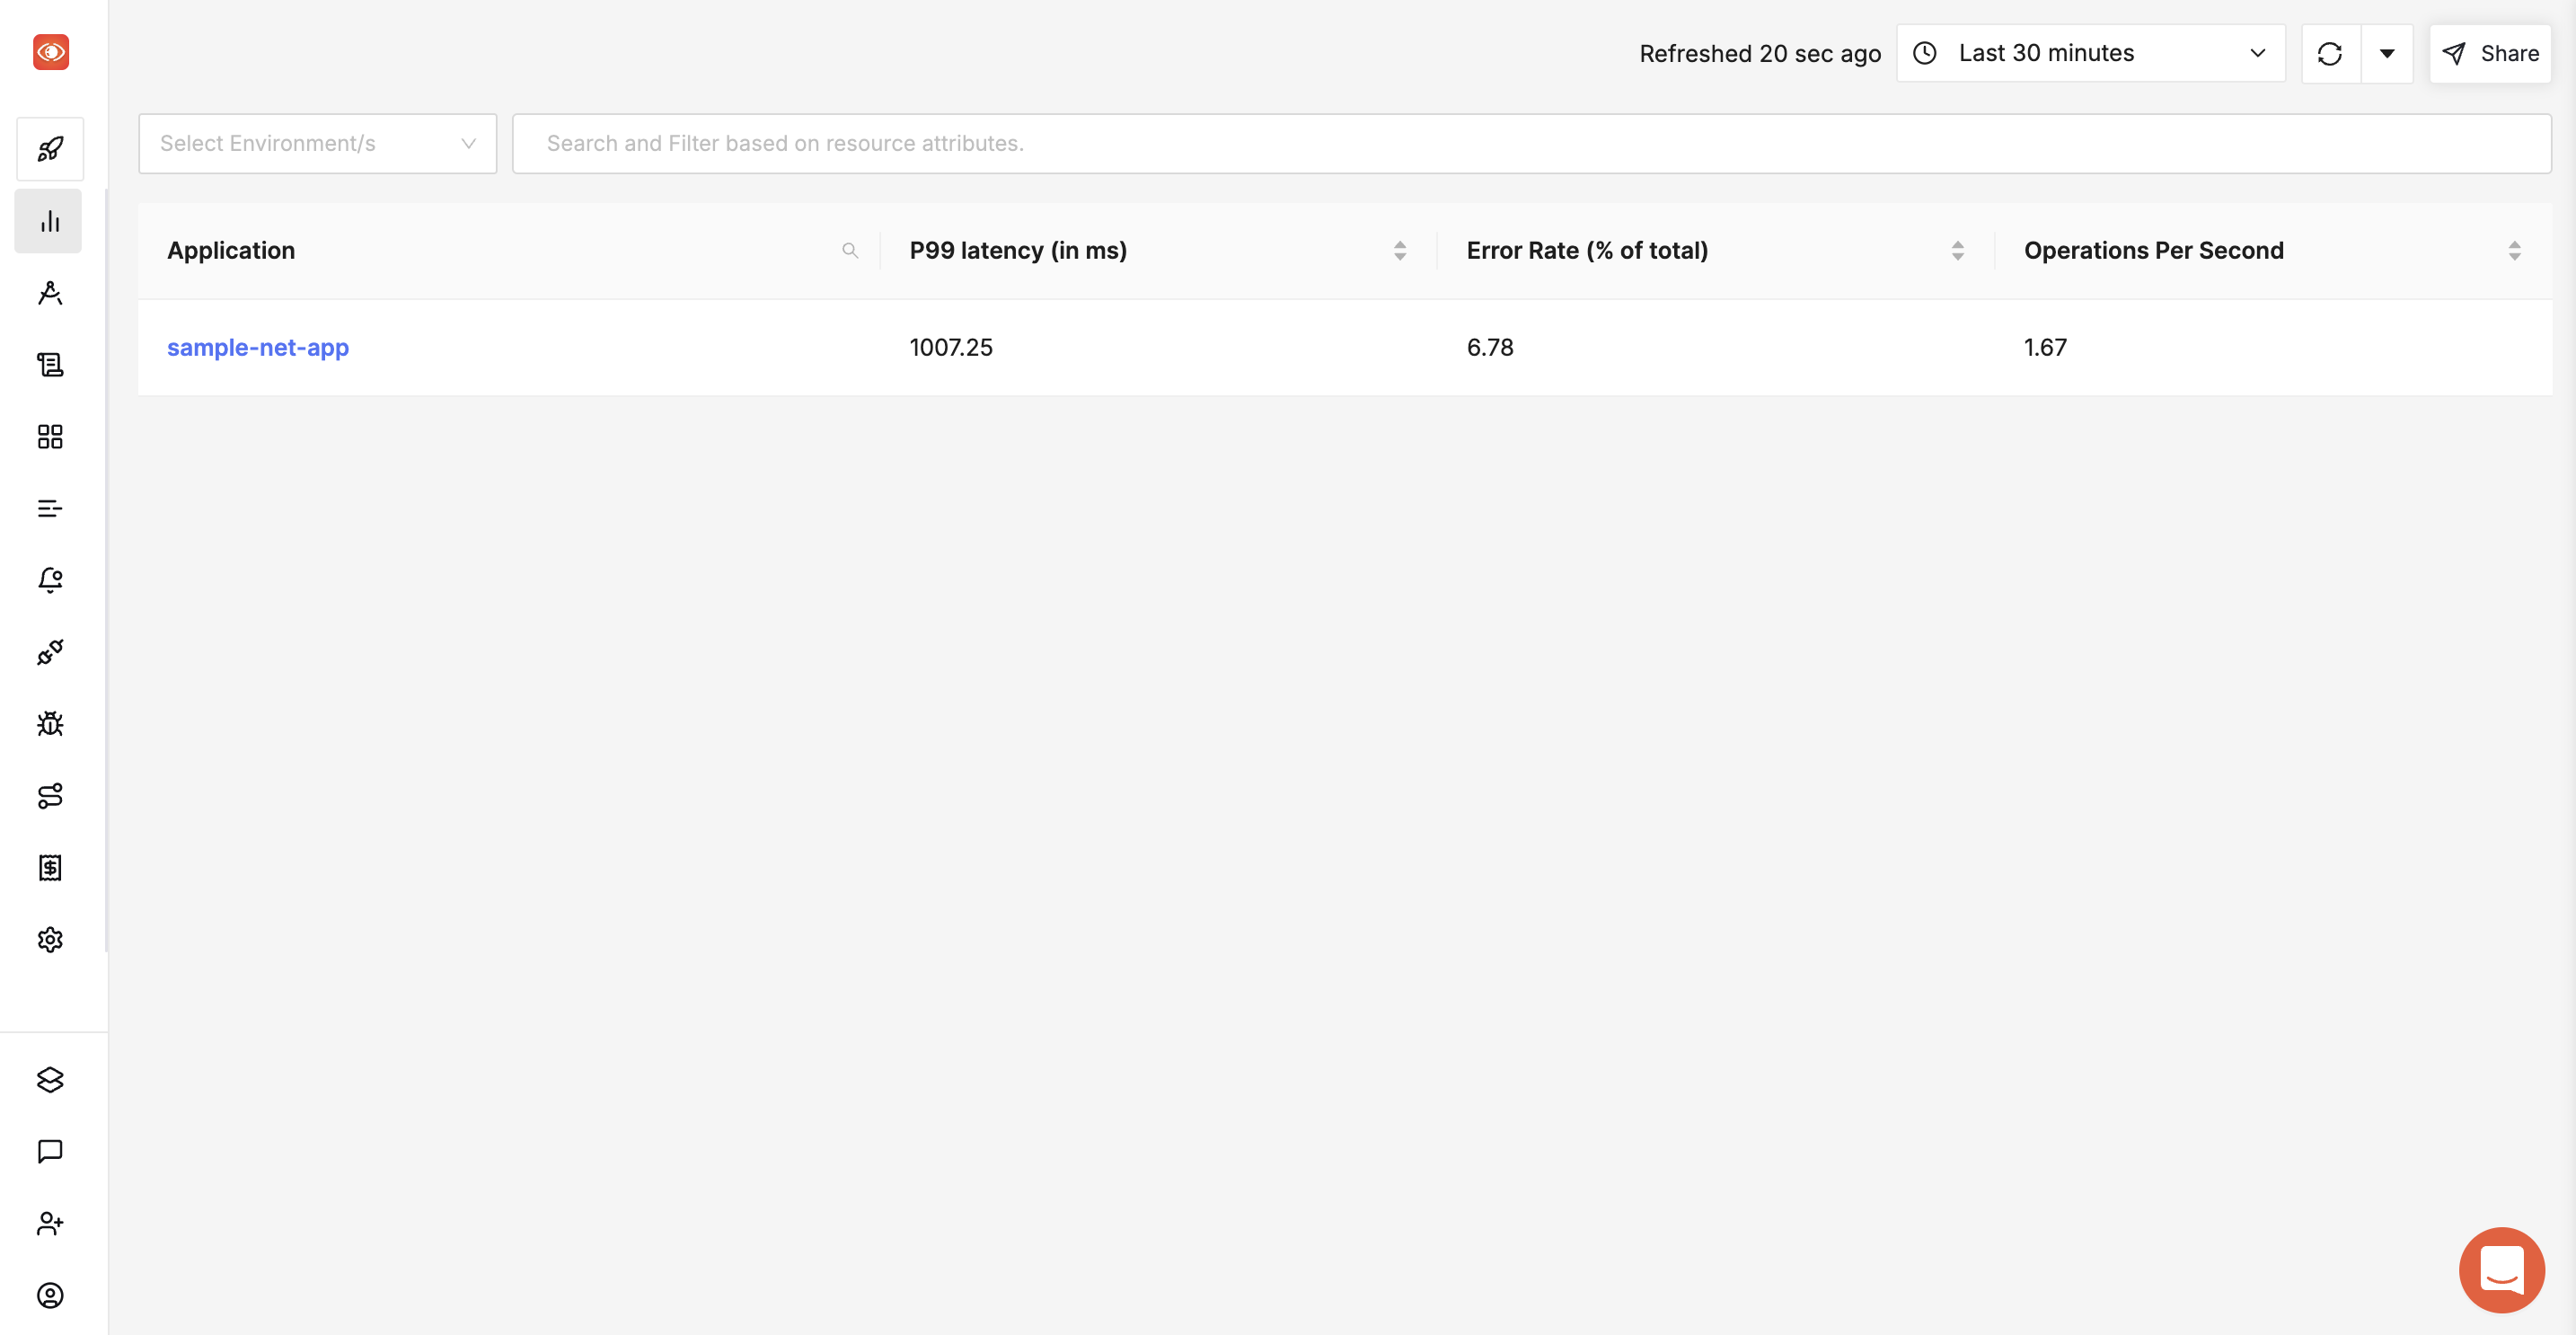 Refreshed 20 sec ago Last 30 minutes Share
Select Environment/s Search and Filter based on resource attributes.
Application P99 latency (in ms) Error Rate (% of total) Operations Per Second
sample-net-app 1007.25 6.78 1.67